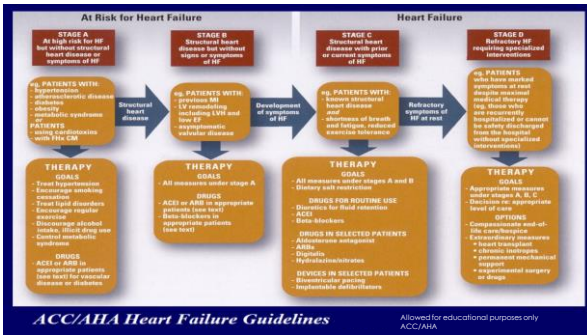 At Risk for Heart Failure
Heart Failure
STAGE A
At high risk for HF
but without structural
heart disease or
symptoms of HF
STAGE B
Structural heart
disease but without
signs or symptoms
of HF
STAGE C
Structural heart
disease with prior
or current symptoms
of HF
STAGE D
Refractory HF
requiring specialized
interventions
eg, PATIENTS WITH:
- hypertension
- atherosclerotic disease
- diabetes
- obesity
- metabolic syndrome
or
PATIENTS
- using cardiotoxins
- with FHx CM
Structural
heart
disease
eg, PATIENTS WITH:
- previous MI
- LV remodeling
including LVH and
low EF
- asymptomatic
valvular disease
Development
of symptoms
of HF
eg, PATIENTS WITH:
- known structural
heart disease
and
- shortness of breath
and fatigue, reduced
exercise tolerance
Refractory
symptoms of
HF at rest
eg, PATIENTS
who have marked
symptoms at rest
despite maximal
medical therapy
(eg, those who
are recurrently
hospitalized or cannot
be safely discharged
from the hospital
without specialized
interventions)
THERAPY
GOALS
- Treat hypertension
- Encourage smoking
cessation
- Treat lipid disorders
- Encourage regular
exercise
- Discourage alcohol
intake, illicit drug use
- Control metabolic
syndrome
DRUGS
- ACEI or ARB in
appropriate patients
(see text) for vascular
disease or diabetes
THERAPY
GOALS
- All measures under stage A
DRUGS
- ACEI or ARB in appropriate
patients (see text)
- Beta-blockers in
appropriate patients
(see text)
THERAPY
GOALS
- All measures under stages A and B
- Dietary salt restriction
DRUGS FOR ROUTINE USE
- Diuretics for fluid retention
- ACEI
- Beta-blockers
DRUGS IN SELECTED PATIENTS
- Aldosterone antagonist
- ARBs
- Digitalis
- Hydralazine/nitrates
DEVICES IN SELECTED PATIENTS
- Biventricular pacing
- Implantable defibrillators
THERAPY
GOALS
- Appropriate measures
under stages A, B, C
- Decision re: appropriate
level of care
OPTIONS
- Compassionate end-of-
life care/hospice
- Extraordinary measures
• heart transplant
• chronic inotropes
• permanent mechanical
support
• experimental surgery
or drugs
ACC/AHA Heart Failure Guidelines
Allowed for educational purposes only
ACC/AHA